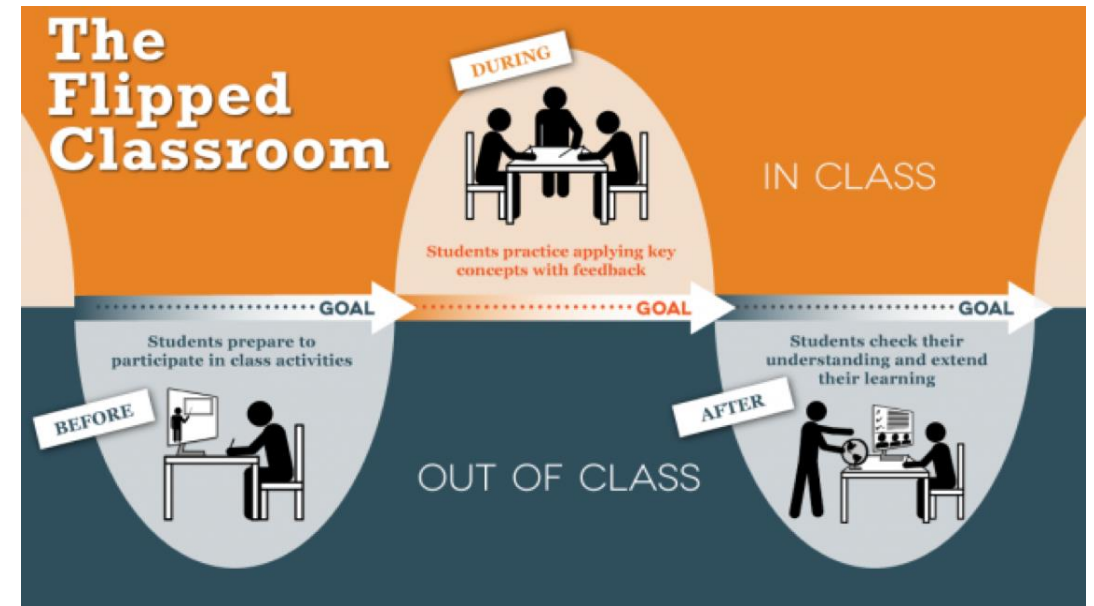 The
Flipped
Classroom
DURING
IN CLASS
Students practice applying key
concepts with feedback
GOAL
GOAL
GOAL
Students prepare to
participate in class activities
BEFORE
Students check their
understanding and extend
their learning
AFTER
OUT OF CLASS